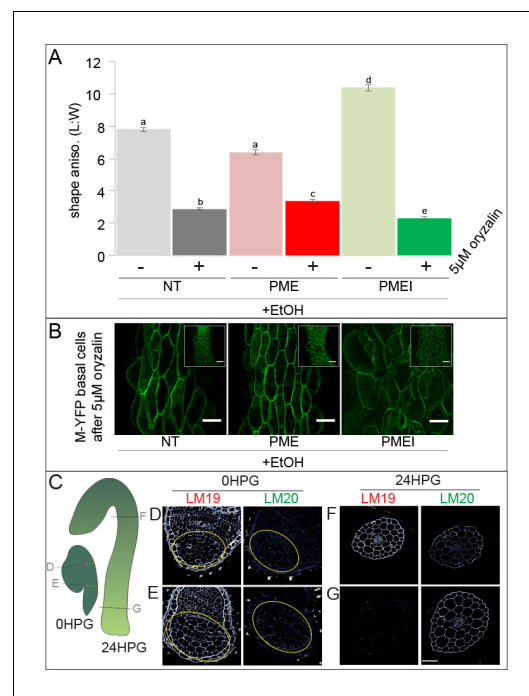 A
12
10
8
6
4
2
0
shape aniso. (L:W)
a
b
a
c
d
e
- + - + - +
5µM oryzalin
NT PME PMEI
+EtOH
B
M-YFP basal cells
after 5µM oryzalin
NT PME PMEI
+EtOH
C
F
D
E
G
0HPG
24HPG
0HPG 24HPG
LM19 LM20 LM19 LM20
D F
E G